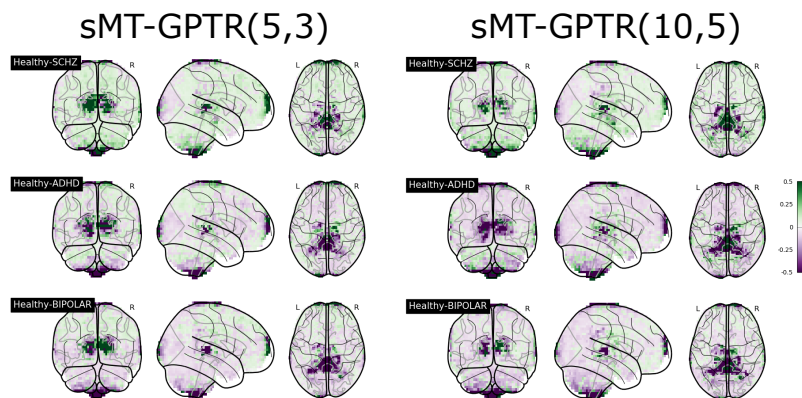 sMT-GPTR(5,3) sMT-GPTR(10,5)
Healthy-SCHZ R L R Healthy-SCHZ R L R
Healthy-ADHD R L R Healthy-ADHD R L R
0.5
0.25
0
-0.25
-0.5
Healthy-BIPOLAR R L R Healthy-BIPOLAR R L R